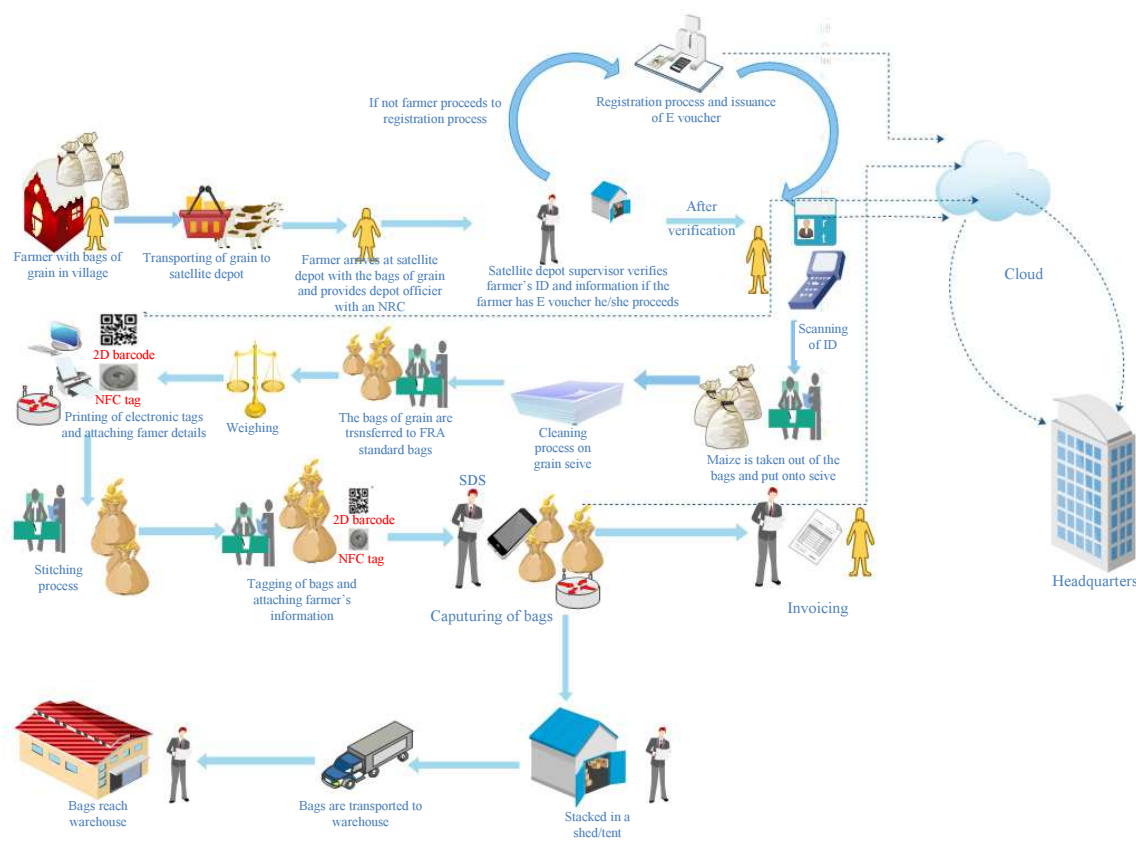 If not farmer proceeds to
registration process
Registration process and issuance
of E voucher
Farmer with bags of
grain in village
Transporting of grain to
satellite depot
Farmer arrives at satellite
depot with the bags of grain
and provides depot officier
with an NRC
Satellite depot supervisor verifies
farmer's ID and information if the
farmer has E voucher he/she proceeds
After
verification
Cloud
Scanning
of ID
2D barcode
NFC tag
Printing of electronic tags
and attaching famer details
Weighing
The bags of grain are
trsnsferred to FRA
standard bags
Cleaning
process on
grain seive
Maize is taken out of the
bags and put onto seive
Headquarters
Stitching
process
2D barcode
NFC tag
Tagging of bags and
attaching farmer's
information
SDS
Caputuring of bags
Invoicing
Bags reach
warehouse
Bags are transported to
warehouse
Stacked in a
shed/tent